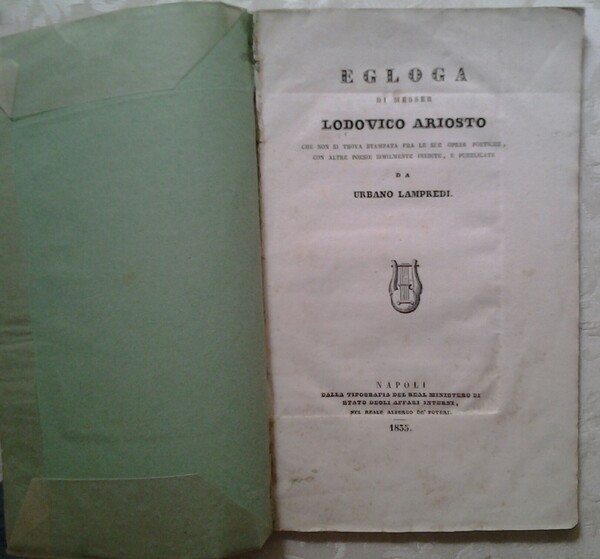 EGLOGA
DI MESSER
LODOVICO ARIOSTO
CHE NON SI TROVA STAMPATA FRA LE SUE OPERE POETICHE,
CON ALTRE POESIE SIMILMENTE INEDITE, E PUBBLICATE
DA
URBANO LAMPREDI.
NAPOLI
DALLA TIPOGRAFIA DEL REAL MINISTERO DI
STATO DEGLI AFFARI INTERNI,
NEL REALE ALBERGO DE' POVERI.
1835.